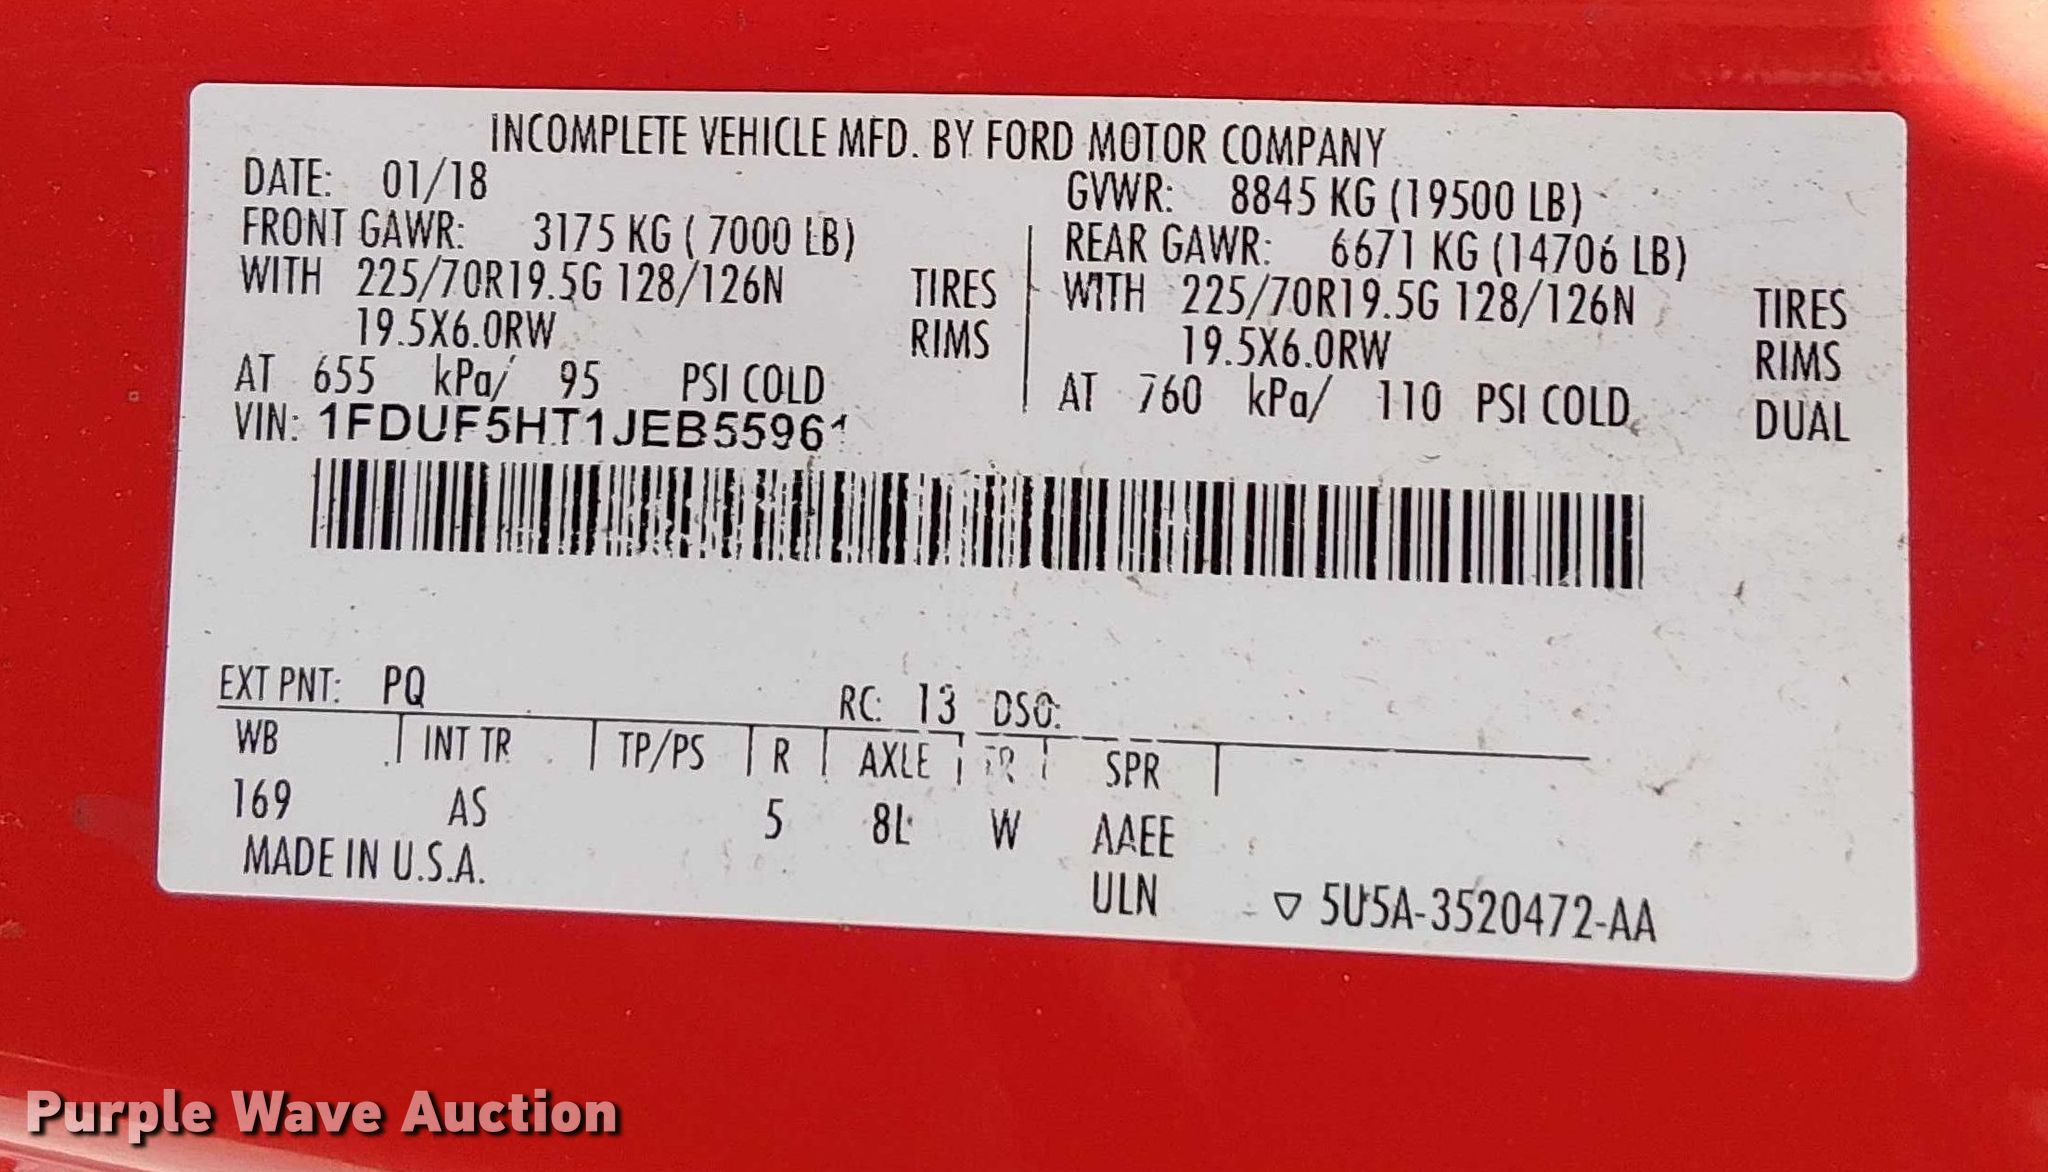 INCOMPLETE VEHICLE MFD. BY FORD MOTOR COMPANY
DATE: 01/18 GVWR: 8845 KG (19500 LB)
FRONT GAWR: 3175 KG ( 7000 LB) REAR GAWR: 6671 KG (14706 LB)
WITH 225/70R19.5G 128/126N TIRES WITH 225/70R19.5G 128/126N TIRES
19.5X6.0RW RIMS 19.5X6.0RW RIMS
AT 655 kPa/ 95 PSI COLD AT 760 kPa/ 110 PSI COLD DUAL
VIN: 1FDUF5HT1JEB55961
EXT PNT: PQ RC: 13 DSO:
WB INT TR TP/PS R AXLE TR SPR
169 AS 5 8L W AAEE
MADE IN U.S.A. ULN ▽ 5U5A-3520472-AA
Purple Wave Auction